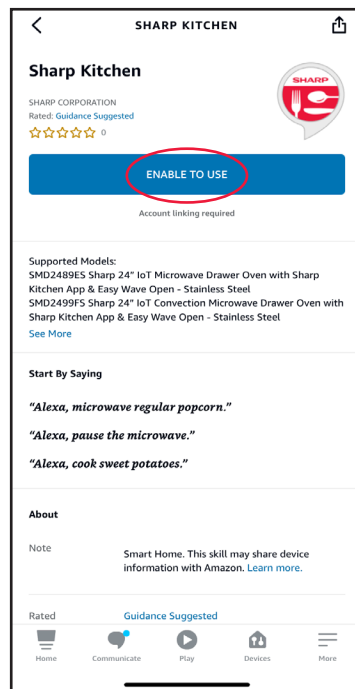 SHARP KITCHEN
Sharp Kitchen
SHARP
SHARP CORPORATION
Rated: Guidance Suggested
0
ENABLE TO USE
Account linking required
Supported Models:
SMD2489ES Sharp 24" IoT Microwave Drawer Oven with Sharp
Kitchen App & Easy Wave Open - Stainless Steel
SMD2499FS Sharp 24" IoT Convection Microwave Drawer Oven with
Sharp Kitchen App & Easy Wave Open - Stainless Steel
See More
Start By Saying
“Alexa, microwave regular popcorn.”
“Alexa, pause the microwave.”
“Alexa, cook sweet potatoes.”
About
Note
Smart Home. This skill may share device
information with Amazon. Learn more.
Rated Guidance Suggested
Home Communicate Play Devices More